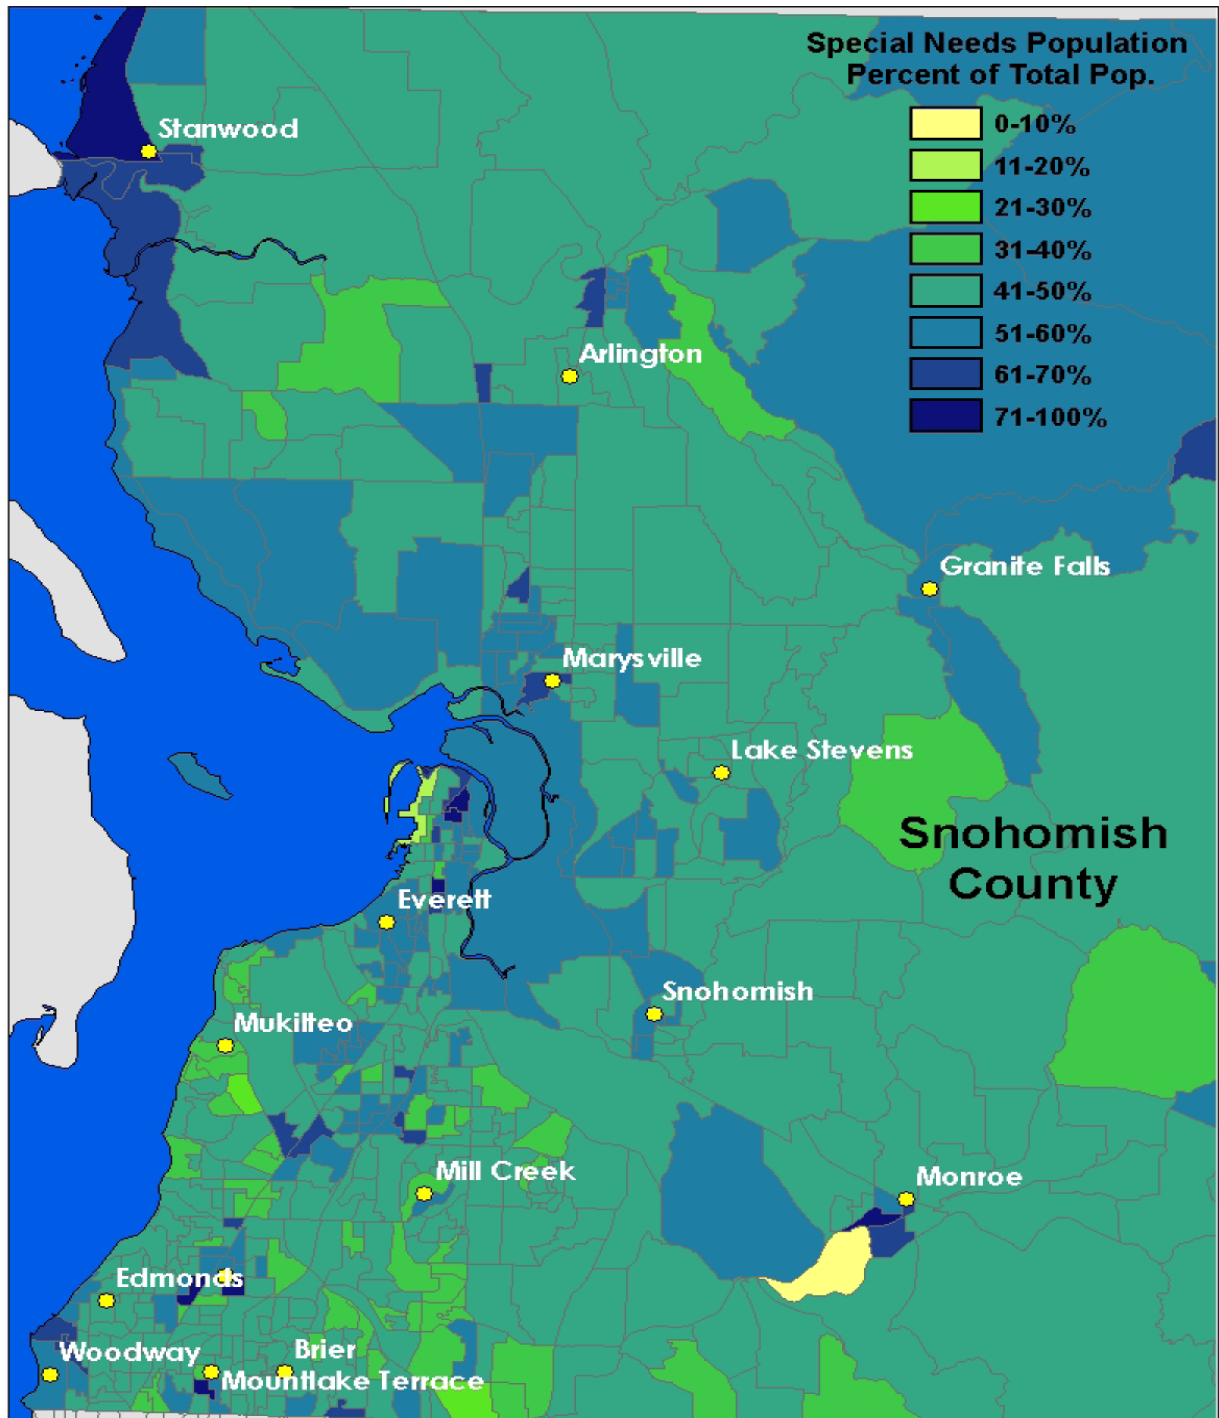 Special Needs Population
Percent of Total Pop.
0-10%
11-20%
21-30%
31-40%
41-50%
51-60%
61-70%
71-100%
Stanwood
Arlington
Granite Falls
Marysville
Lake Stevens
Snohomish
County
Everett
Snohomish
Mukilteo
Mill Creek
Monroe
Edmonds
Woodway
Brier
Mountlake Terrace